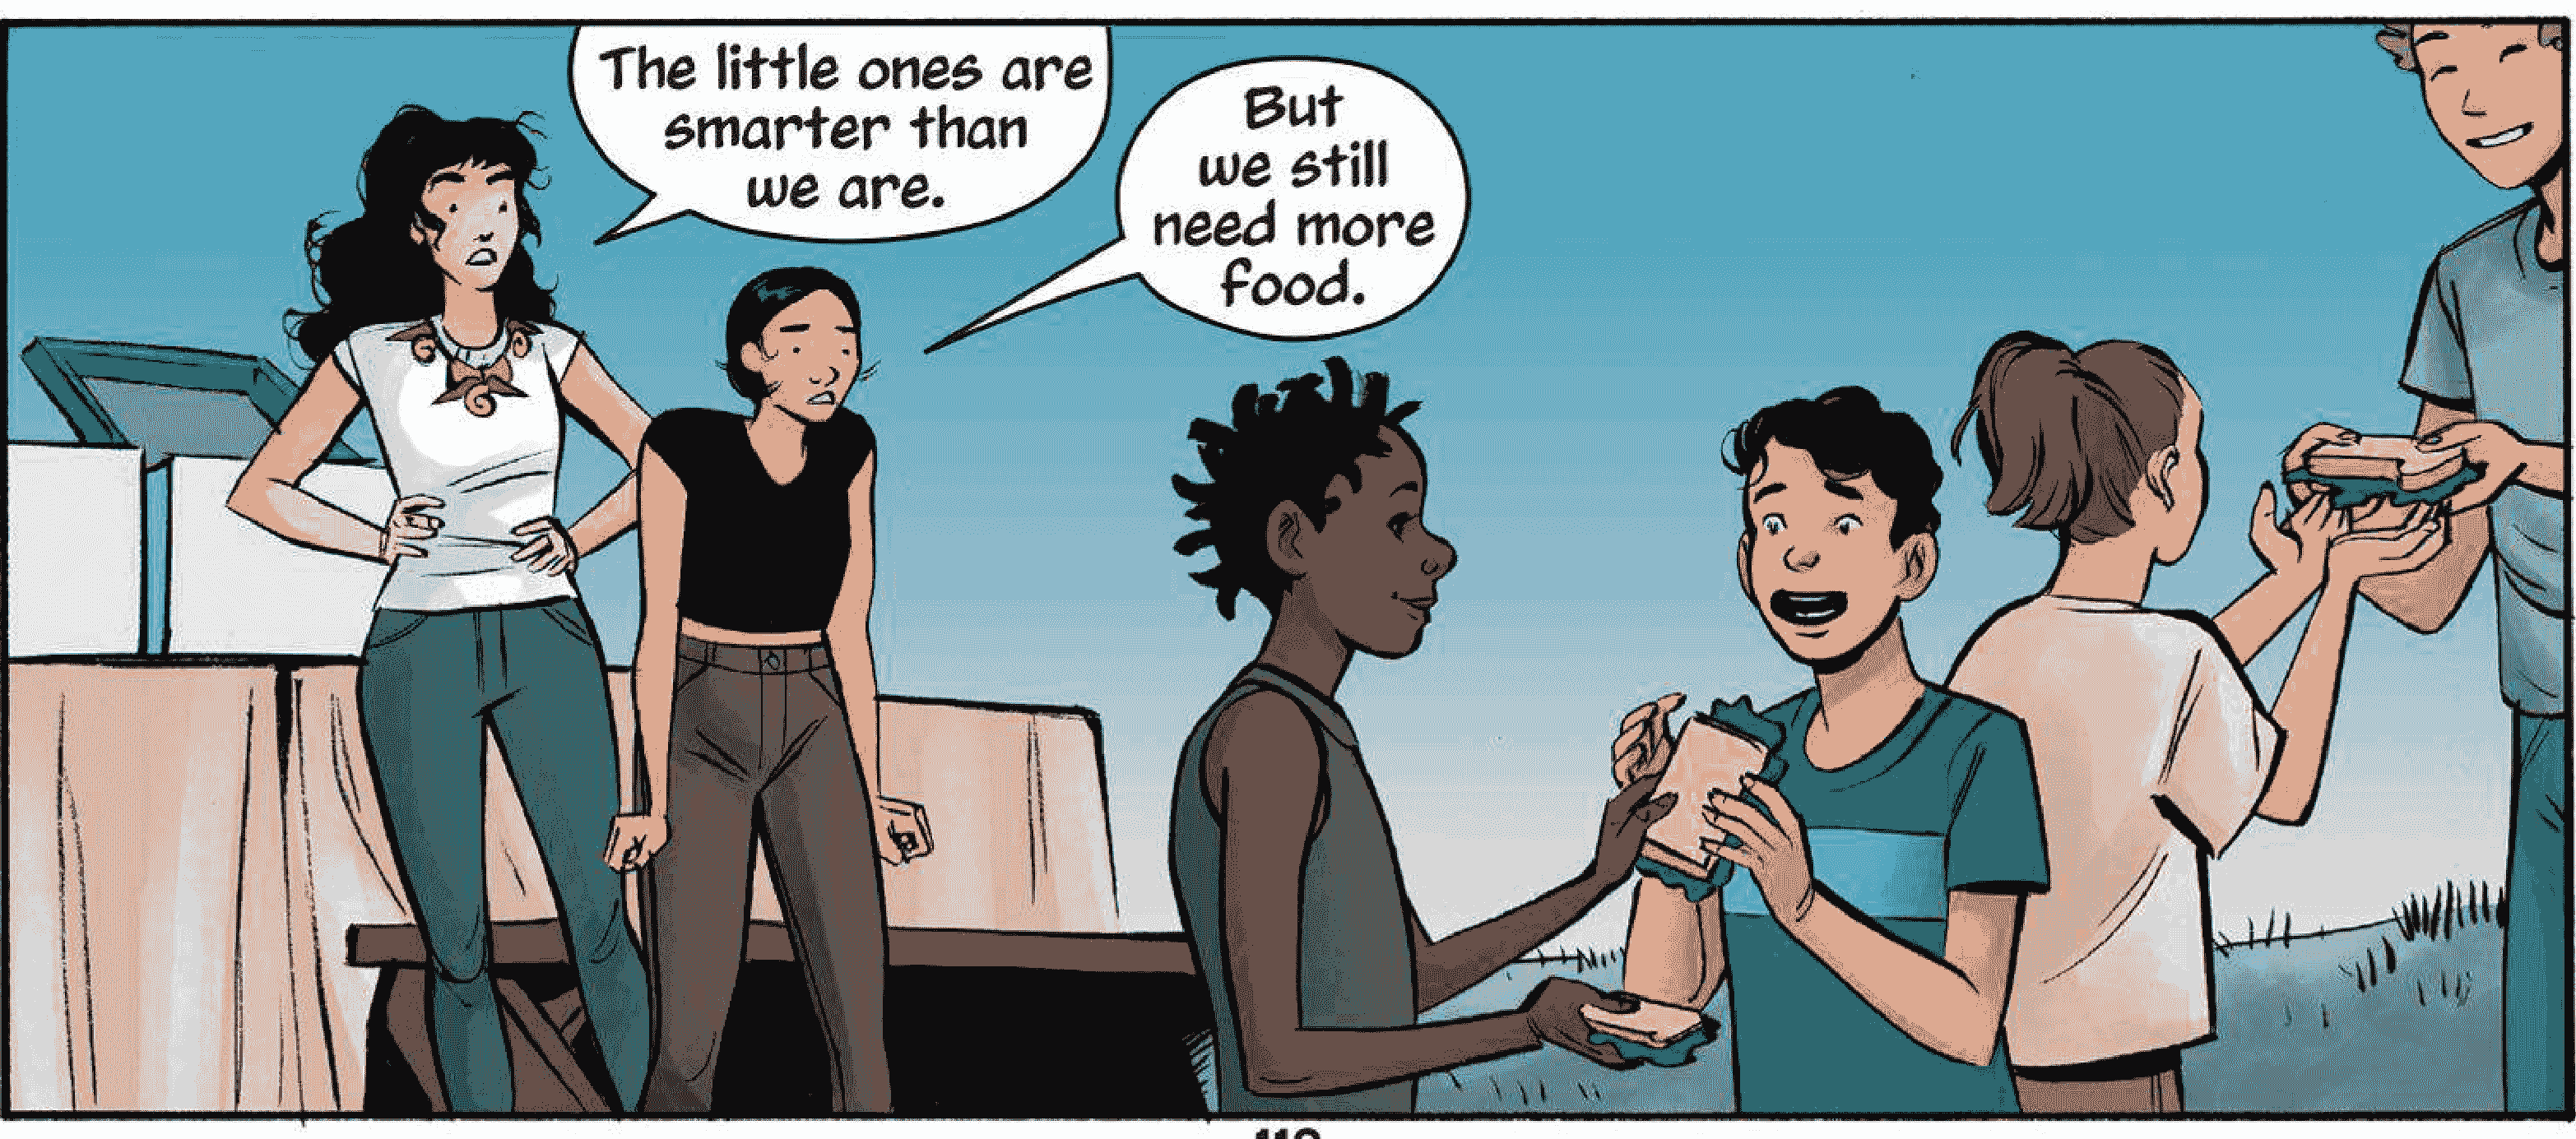 The little ones are
smarter than
we are.
But
we still
need more
food.